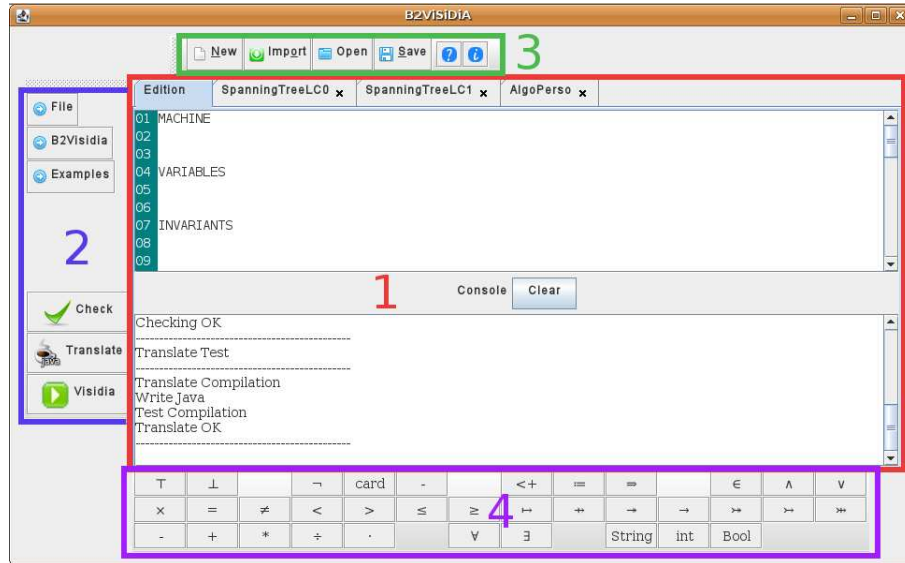 B2VISIDIA
New Import Open Save ? i 3
Edition SpanningTreeLC0 x SpanningTreeLC1 x AlgoPerso x
File
B2Visidia
Examples
2
Check
Translate
Visidia
01 MACHINE
02
03
04 VARIABLES
05
06
07 INVARIANTS
08
09
1
Console Clear
Checking OK
------------------------------------------------
Translate Test
------------------------------------------------
Translate Compilation
Write Java
Test Compilation
Translate OK
------------------------------------------------
⊤ ⊥ ¬ card - <+ ≔ ⇒ ∈ ∧ ∨
× = ≠ < > ≤ ≥ 4 ↦ ⇸ → → ↣ ⤖
- + * ÷ · ∀ ∃ String int Bool